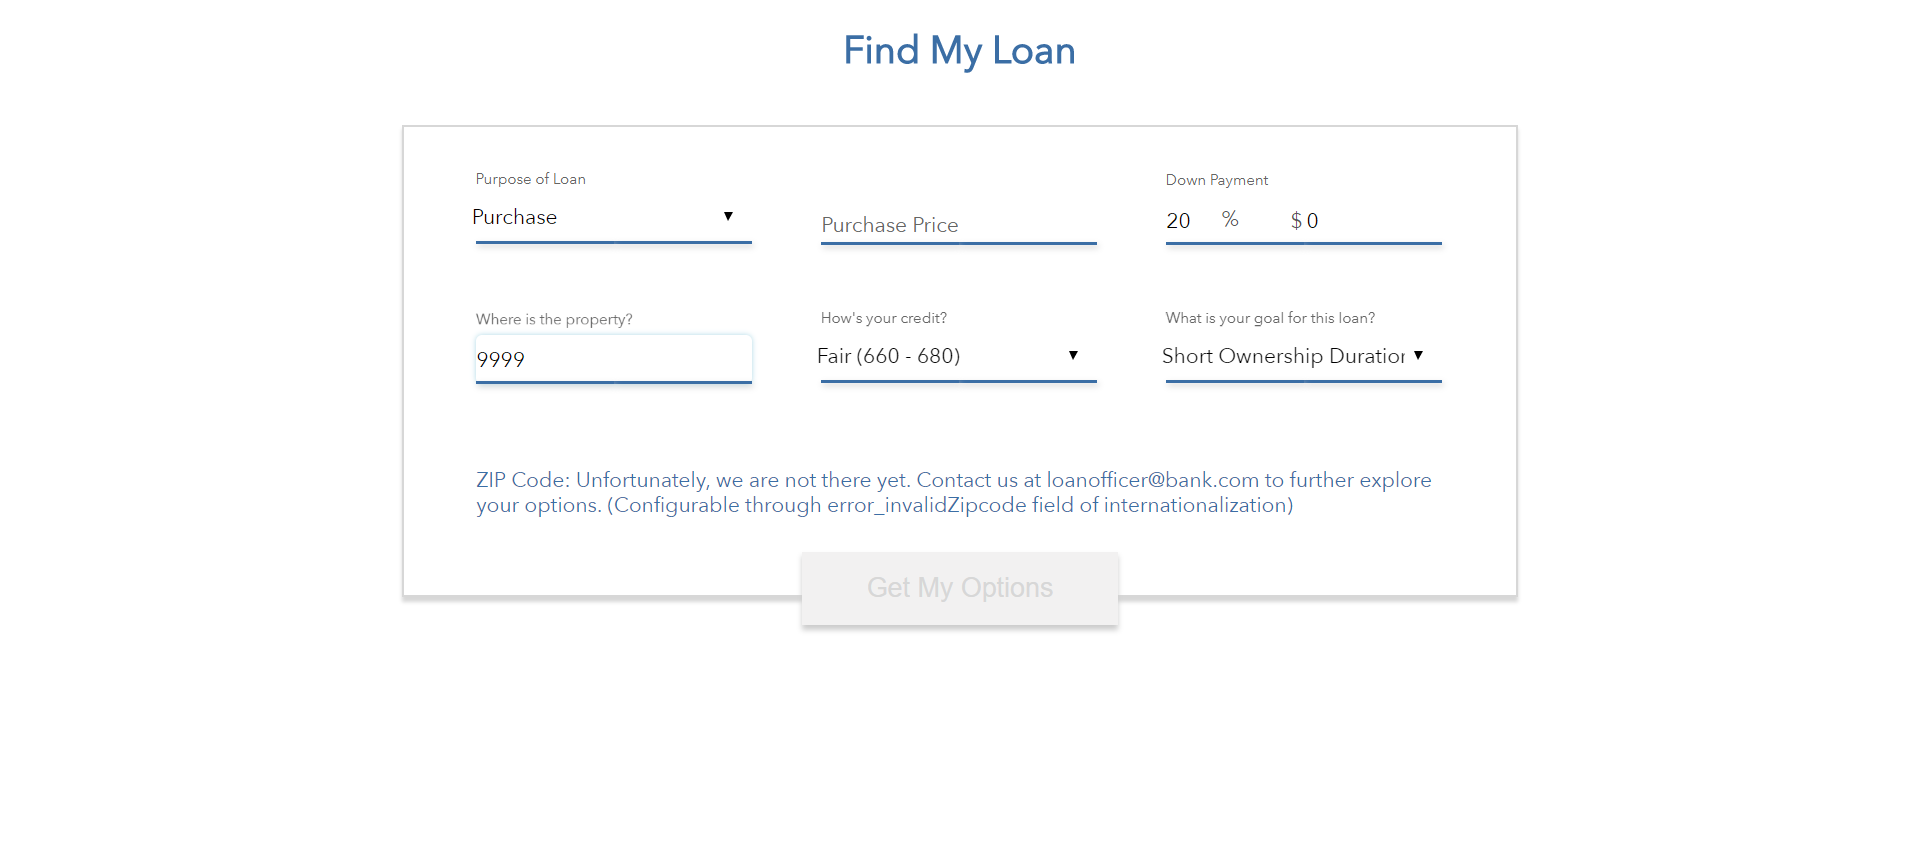 Find My Loan
Purpose of Loan
Purchase
Purchase Price
Down Payment
20 % $ 0
Where is the property?
9999
How's your credit?
Fair (660 - 680)
What is your goal for this loan?
Short Ownership Duration
ZIP Code: Unfortunately, we are not there yet. Contact us at loanofficer@bank.com to further explore
your options. (Configurable through error_invalidZipcode field of internationalization)
Get My Options